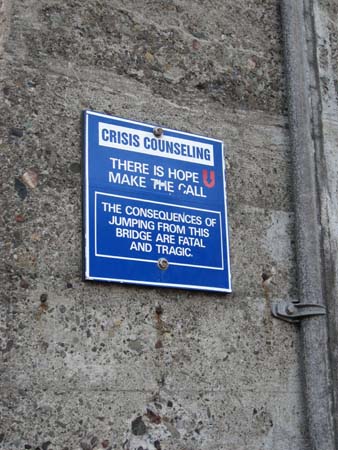 CRISIS COUNSELING
THERE IS HOPE
MAKE THE CALL
THE CONSEQUENCES OF
JUMPING FROM THIS
BRIDGE ARE FATAL
AND TRAGIC.